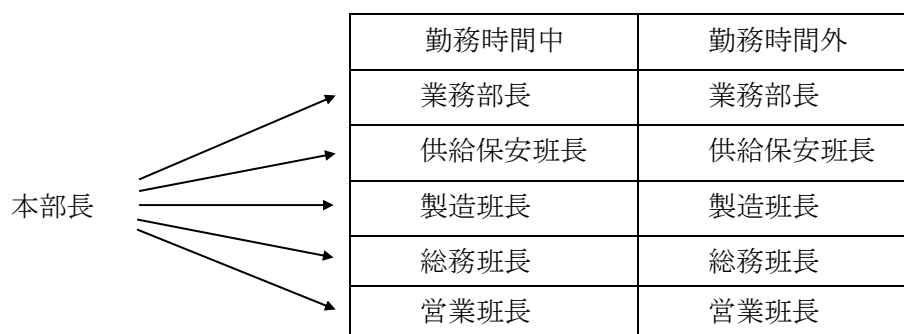 勤務時間中 勤務時間外
業務部長 業務部長
供給保安班長 供給保安班長
本部長 製造班長 製造班長
総務班長 総務班長
営業班長 営業班長